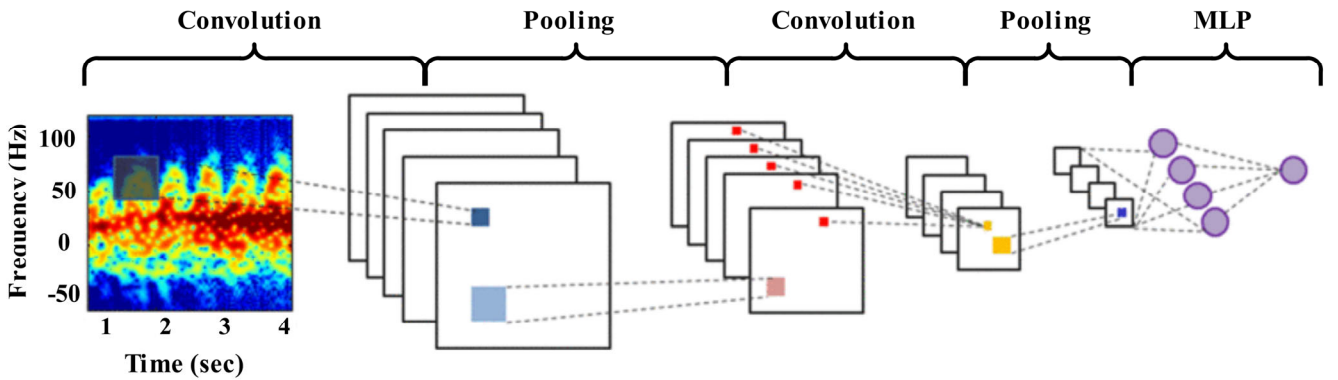 Convolution Pooling Convolution Pooling MLP
Frequency (Hz)
100
50
0
-50
1 2 3 4
Time (sec)